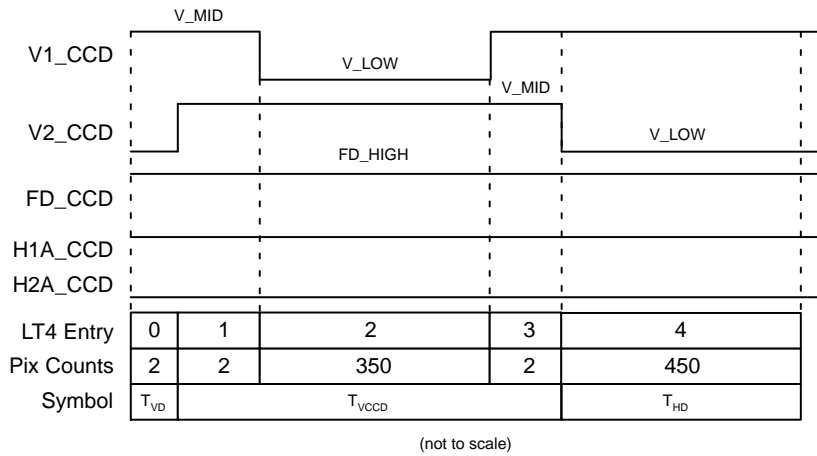 V_MID
V1_CCD
V_LOW
V_MID
V2_CCD
V_LOW
FD_HIGH
FD_CCD
H1A_CCD
H2A_CCD
LT4 Entry 0 1 2 3 4
Pix Counts 2 2 350 2 450
Symbol TVD TVCCD THD
(not to scale)